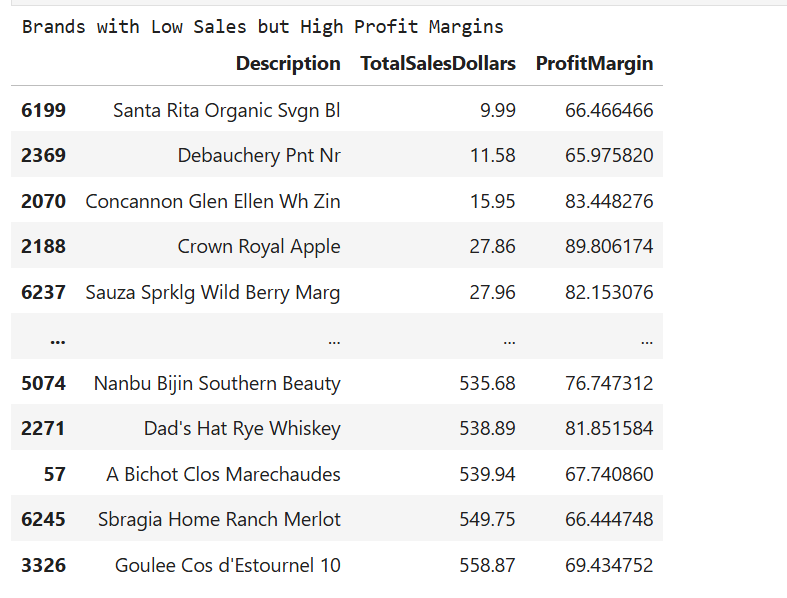 Brands with Low Sales but High Profit Margins
Description TotalSalesDollars ProfitMargin
6199 Santa Rita Organic Svgn Bl 9.99 66.466466
2369 Debauchery Pnt Nr 11.58 65.975820
2070 Concannon Glen Ellen Wh Zin 15.95 83.448276
2188 Crown Royal Apple 27.86 89.806174
6237 Sauza Sprklg Wild Berry Marg 27.96 82.153076
... ... ... ...
5074 Nanbu Bijin Southern Beauty 535.68 76.747312
2271 Dad's Hat Rye Whiskey 538.89 81.851584
57 A Bichot Clos Marechaudes 539.94 67.740860
6245 Sbragia Home Ranch Merlot 549.75 66.444748
3326 Goulee Cos d'Estournel 10 558.87 69.434752